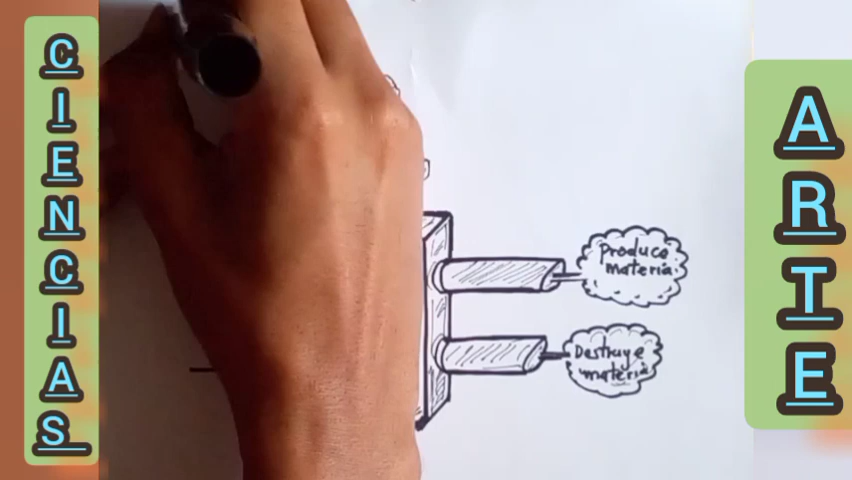 CIENCIAS
Produce
materia
Destruye
materia
ARTE